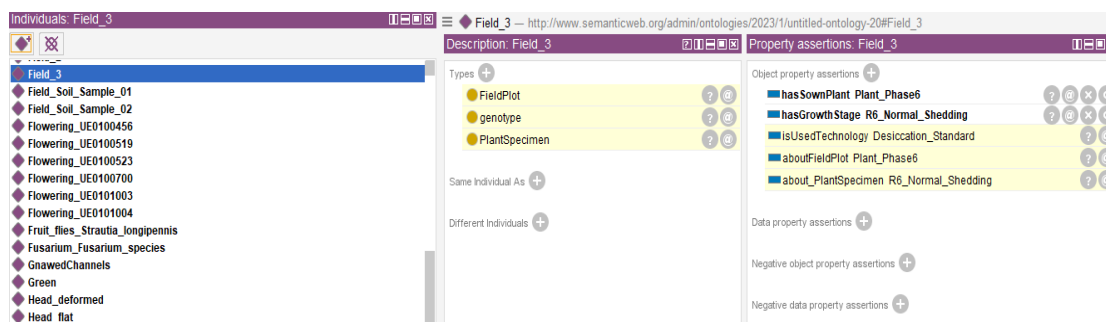 Individuals: Field_3
Field_3
Field_Soil_Sample_01
Field_Soil_Sample_02
Flowering_UE0100456
Flowering_UE0100519
Flowering_UE0100523
Flowering_UE0100700
Flowering_UE0101003
Flowering_UE0101004
Fruit_flies_Strautia_longipennis
Fusarium_Fusarium_species
GnawedChannels
Green
Head_deformed
Head_flat
Field_3 — http://www.semanticweb.org/admin/ontologies/2023/1/untitled-ontology-20#Field_3
Description: Field_3
Types
FieldPlot
genotype
PlantSpecimen
Same Individual As
Different Individuals
Property assertions: Field_3
Object property assertions
hasSownPlant Plant_Phase6
hasGrowthStage R6_Normal_Shedding
isUsedTechnology Desiccation_Standard
aboutFieldPlot Plant_Phase6
about_PlantSpecimen R6_Normal_Shedding
Data property assertions
Negative object property assertions
Negative data property assertions